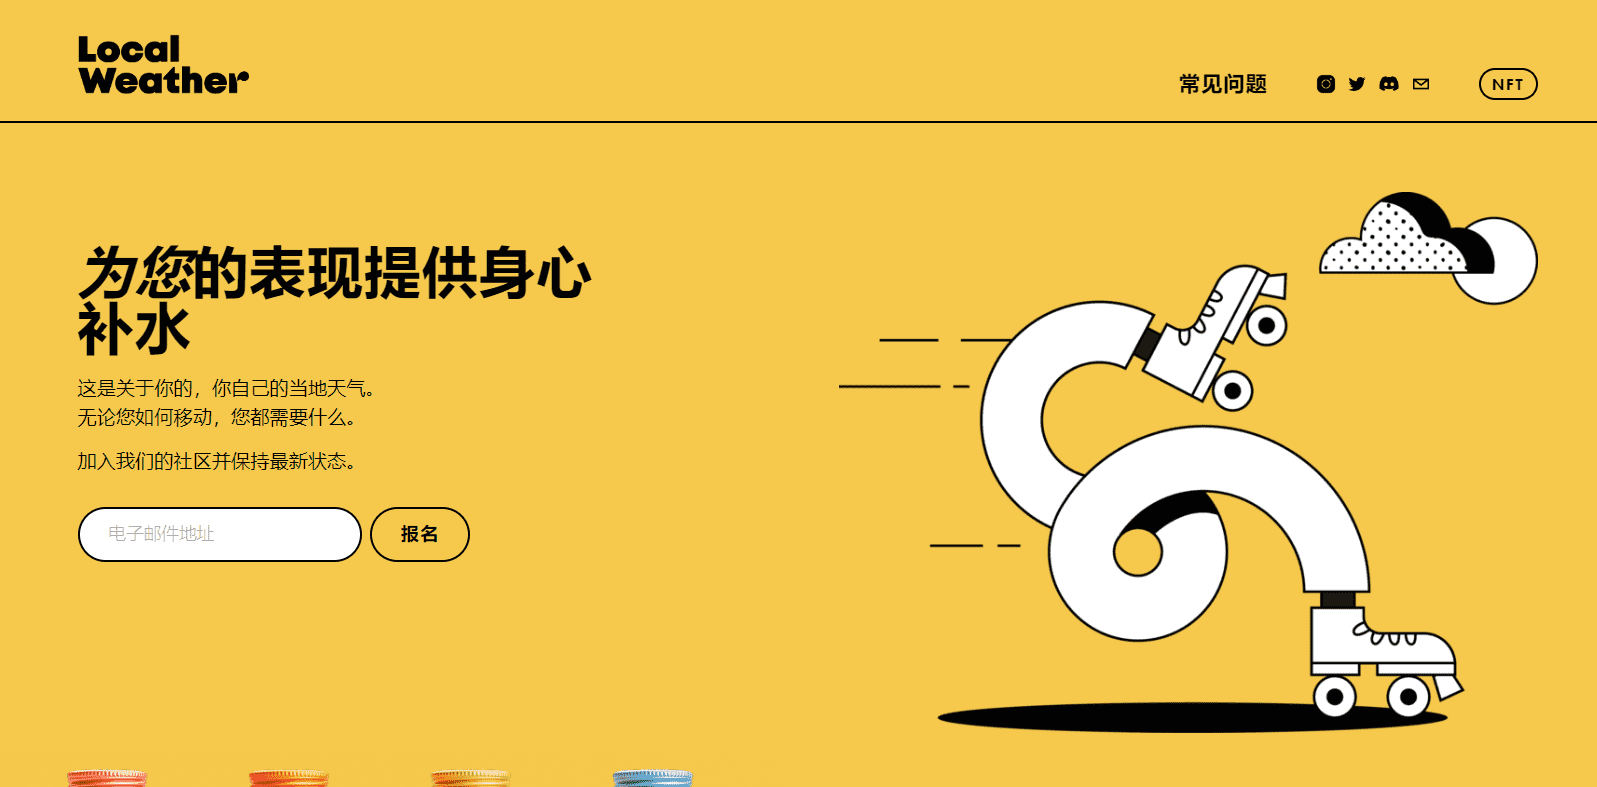 Local
Weather
常见问题
NFT
为您的表现提供身心
补水
这是关于你的，你自己的当地天气。
无论您如何移动，您都需要什么。
加入我们的社区并保持最新状态。
电子邮件地址
报名